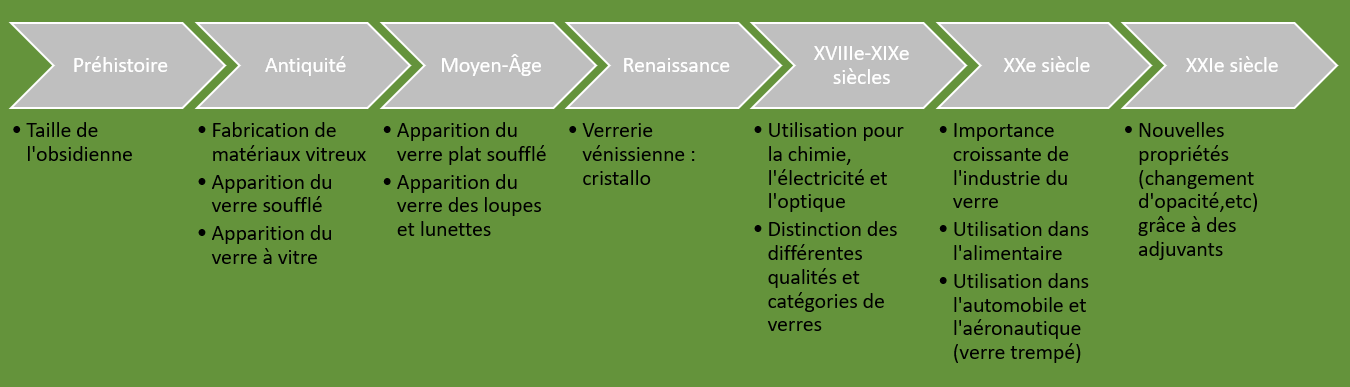 Préhistoire
• Taille de
l'obsidienne
Antiquité
• Fabrication de
matériaux vitreux
• Apparition du
verre soufflé
• Apparition du
verre à vitre
Moyen-Âge
• Apparition du
verre plat soufflé
• Apparition du
verre des loupes
et lunettes
Renaissance
• Verrerie
vénissienne :
cristallo
XVIIIe-XIXe
siècles
• Utilisation pour
la chimie,
l'électricité et
l'optique
• Distinction des
différentes
qualités et
catégories de
verres
XXe siècle
• Importance
croissante de
l'industrie du
verre
• Utilisation dans
l'alimentaire
• Utilisation dans
l'automobile et
l'aéronautique
(verre trempé)
XXIe siècle
• Nouvelles
propriétés
(changement
d'opacité,etc)
grâce à des
adjuvants